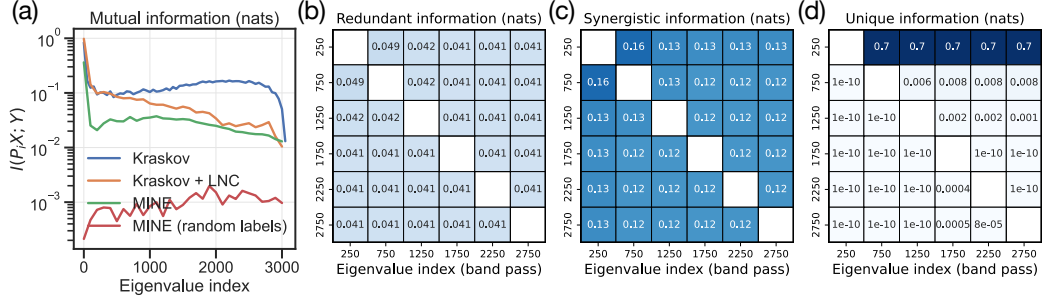 (a)
Mutual information (nats)
I(P_iX; Y)
10^0
10^-1
10^-2
10^-3
Kraskov
Kraskov + LNC
MINE
MINE (random labels)
0 1000 2000 3000
Eigenvalue index
(b)
Redundant information (nats)
250 0.049 0.042 0.041 0.041 0.041
750 0.049 0.042 0.041 0.041 0.041
1250 0.042 0.042 0.041 0.041 0.041
1750 0.041 0.041 0.041 0.041 0.041
2250 0.041 0.041 0.041 0.041 0.041
2750 0.041 0.041 0.041 0.041 0.041
250 750 1250 1750 2250 2750
Eigenvalue index (band pass)
(c)
Synergistic information (nats)
250 0.16 0.13 0.13 0.13 0.13
750 0.16 0.13 0.12 0.12 0.12
1250 0.13 0.13 0.12 0.12 0.12
1750 0.13 0.12 0.12 0.12 0.12
2250 0.13 0.12 0.12 0.12 0.12
2750 0.13 0.12 0.12 0.12 0.12
250 750 1250 1750 2250 2750
Eigenvalue index (band pass)
(d)
Unique information (nats)
250 0.7 0.7 0.7 0.7 0.7
750 1e-10 0.006 0.008 0.008 0.008
1250 1e-10 1e-10 0.002 0.002 0.001
1750 1e-10 1e-10 1e-10 1e-10 1e-10
2250 1e-10 1e-10 1e-10 0.0004 1e-10
2750 1e-10 1e-10 1e-10 0.0005 8e-05
250 750 1250 1750 2250 2750
Eigenvalue index (band pass)